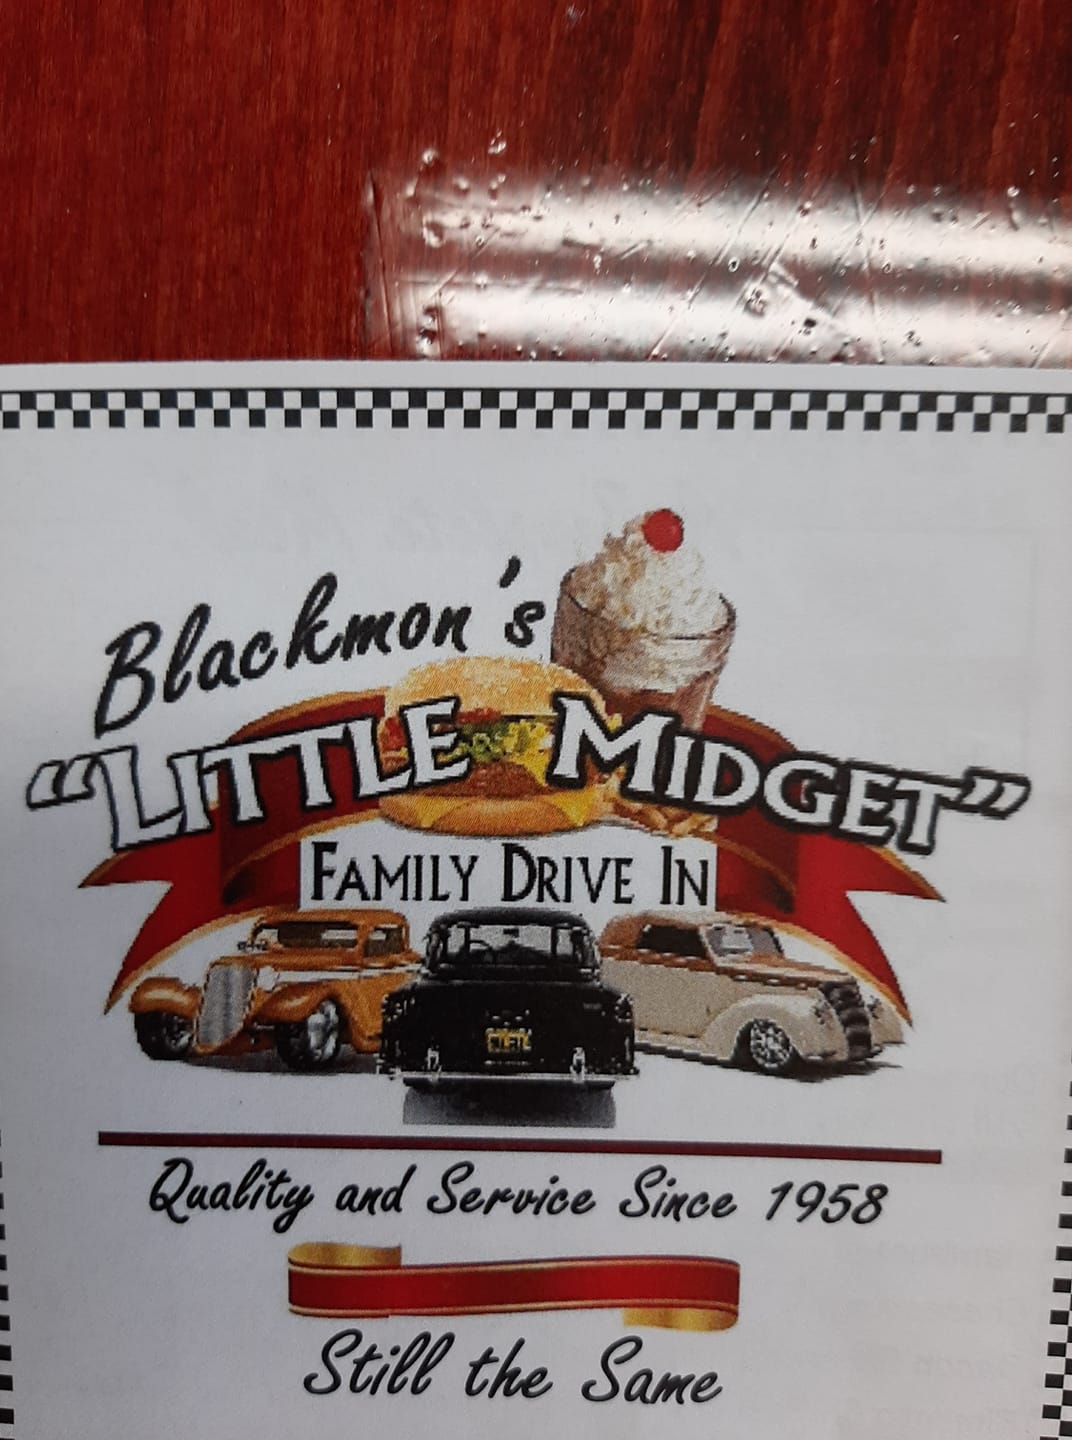 Blackmon's
"LITTLE MIDGET"
FAMILY DRIVE IN
Quality and Service Since 1958
Still the Same